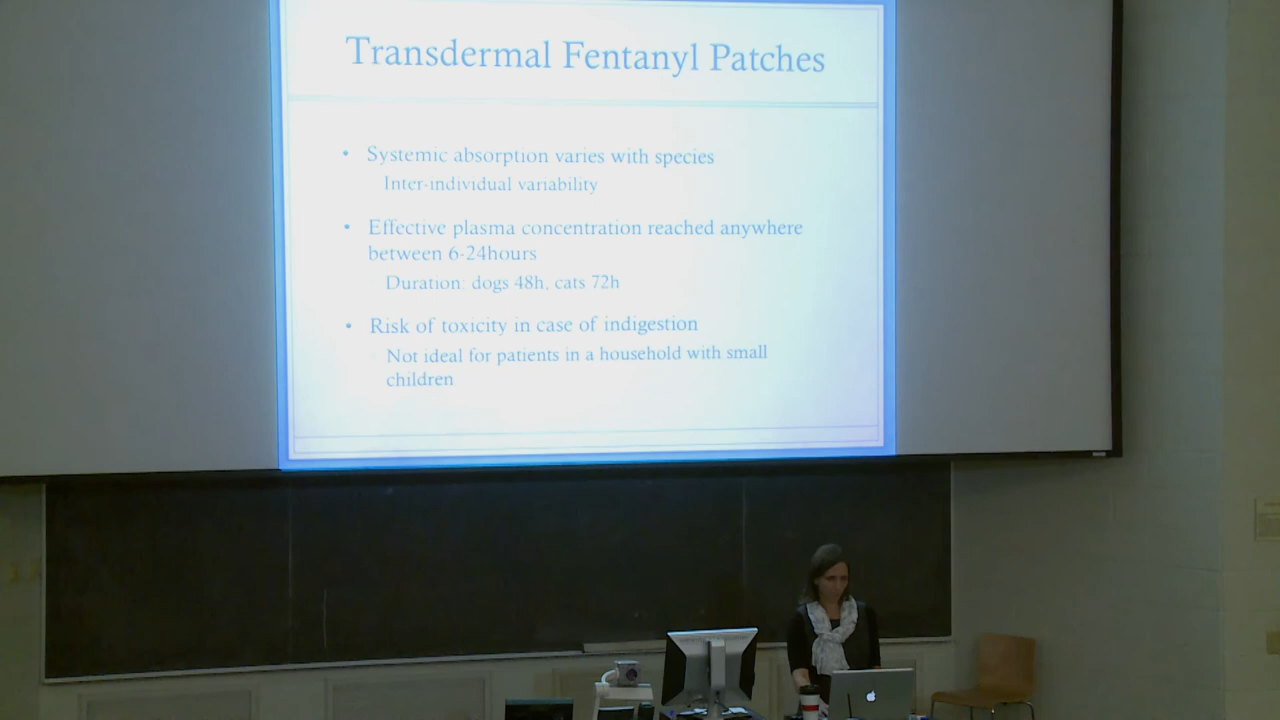 Transdermal Fentanyl Patches
• Systemic absorption varies with species
Inter-individual variability
• Effective plasma concentration reached anywhere
between 6-24hours
Duration: dogs 48h, cats 72h
• Risk of toxicity in case of indigestion
Not ideal for patients in a household with small
children